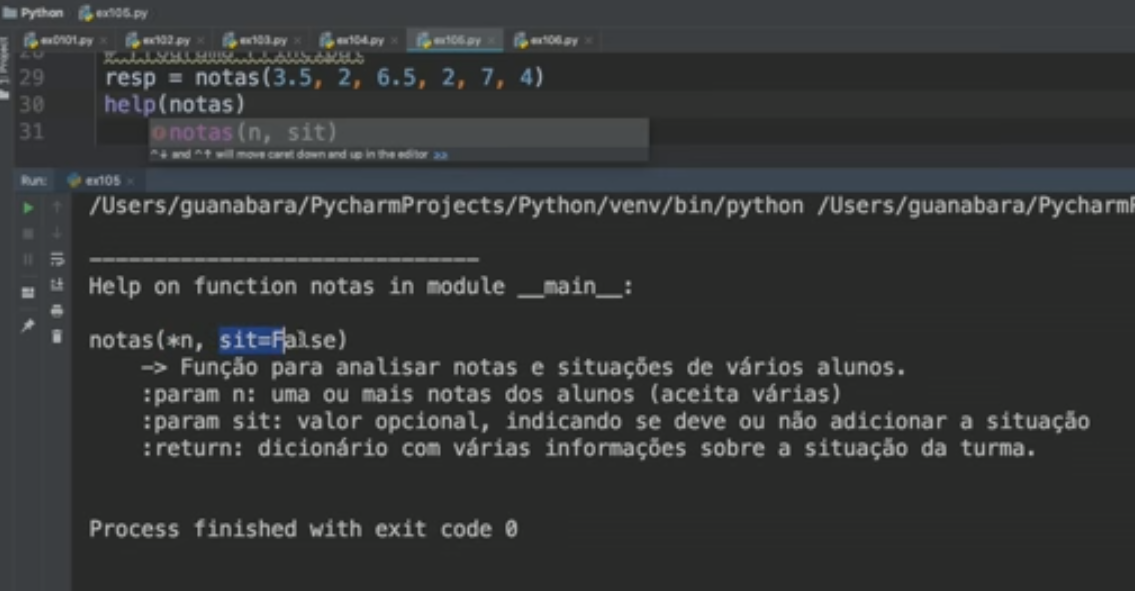 Python ex105.py
ex0101.py ex102.py ex103.py ex104.py ex105.py ex106.py
1: Project
28 # Programa Principal
29 resp = notas(3.5, 2, 6.5, 2, 7, 4)
30 help(notas)
31
notas(n, sit)
^↓ and ^↑ will move caret down and up in the editor >>
Run: ex105
/Users/guanabara/PycharmProjects/Python/venv/bin/python /Users/guanabara/Pycharm
------------------------------
Help on function notas in module __main__:
notas(*n, sit=False)
-> Função para analisar notas e situações de vários alunos.
:param n: uma ou mais notas dos alunos (aceita várias)
:param sit: valor opcional, indicando se deve ou não adicionar a situação
:return: dicionário com várias informações sobre a situação da turma.
Process finished with exit code 0